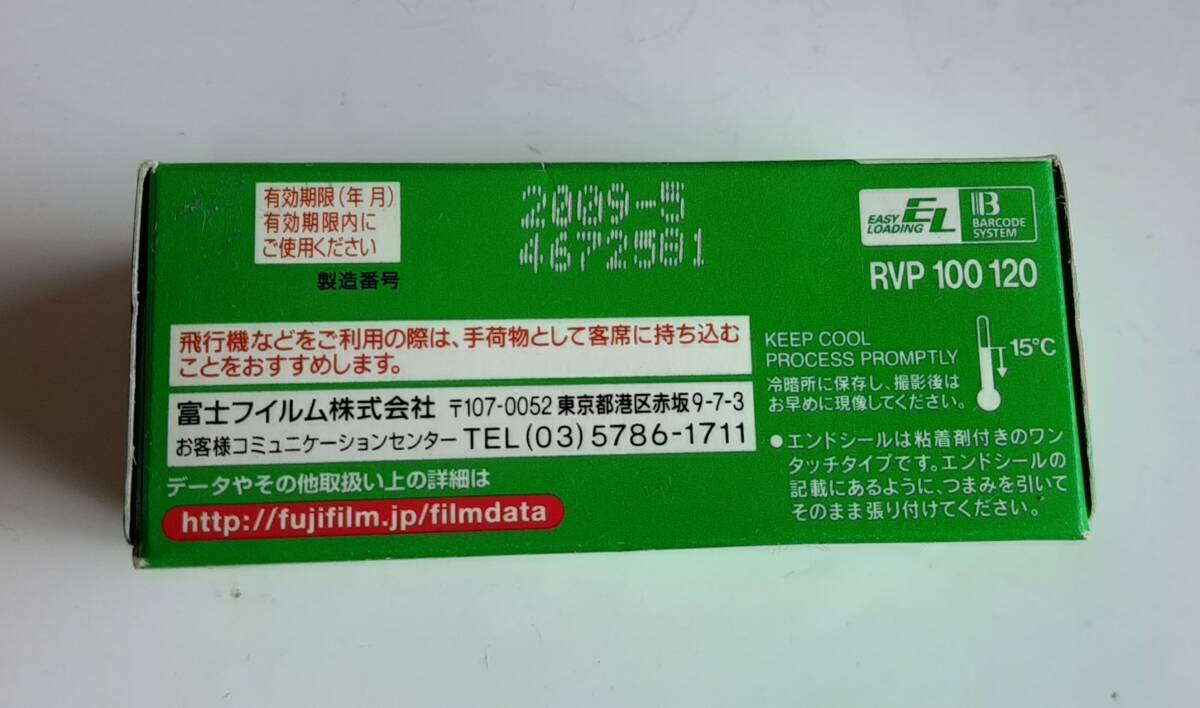 有効期限(年 月)
有効期限内に
ご使用ください
製造番号
2009-5
4672501
EASY
LOADING
EL
B
BARCODE
SYSTEM
RVP 100 120
飛行機などをご利用の際は、手荷物として客席に持ち込む
ことをおすすめします。
富士フイルム株式会社 〒107-0052 東京都港区赤坂9-7-3
お客様コミュニケーションセンター TEL(03)5786-1711
データやその他取扱い上の詳細は
http://fujifilm.jp/filmdata
KEEP COOL
PROCESS PROMPTLY
15°C
冷暗所に保存し、撮影後は
お早めに現像してください。
●エンドシールは粘着剤付きのワン
タッチタイプです。エンドシールの
記載にあるように、つまみを引いて
そのまま張り付けてください。